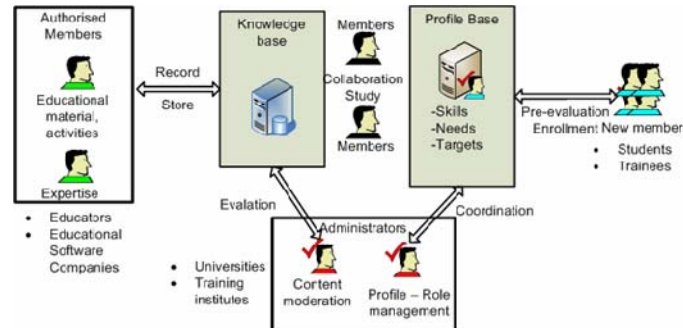 Authorised
Members
Educational
material,
activities
Expertise
• Educators
• Educational
Software
Companies
Record
Store
Knowledge
base
Members
Collaboration
Study
Members
Profile Base
-Skills
-Needs
-Targets
Pre-evaluation
Enrollment
New member
• Students
• Trainees
Evalation
Coordination
• Universities
• Training
institutes
Administrators
Content
moderation
Profile – Role
management